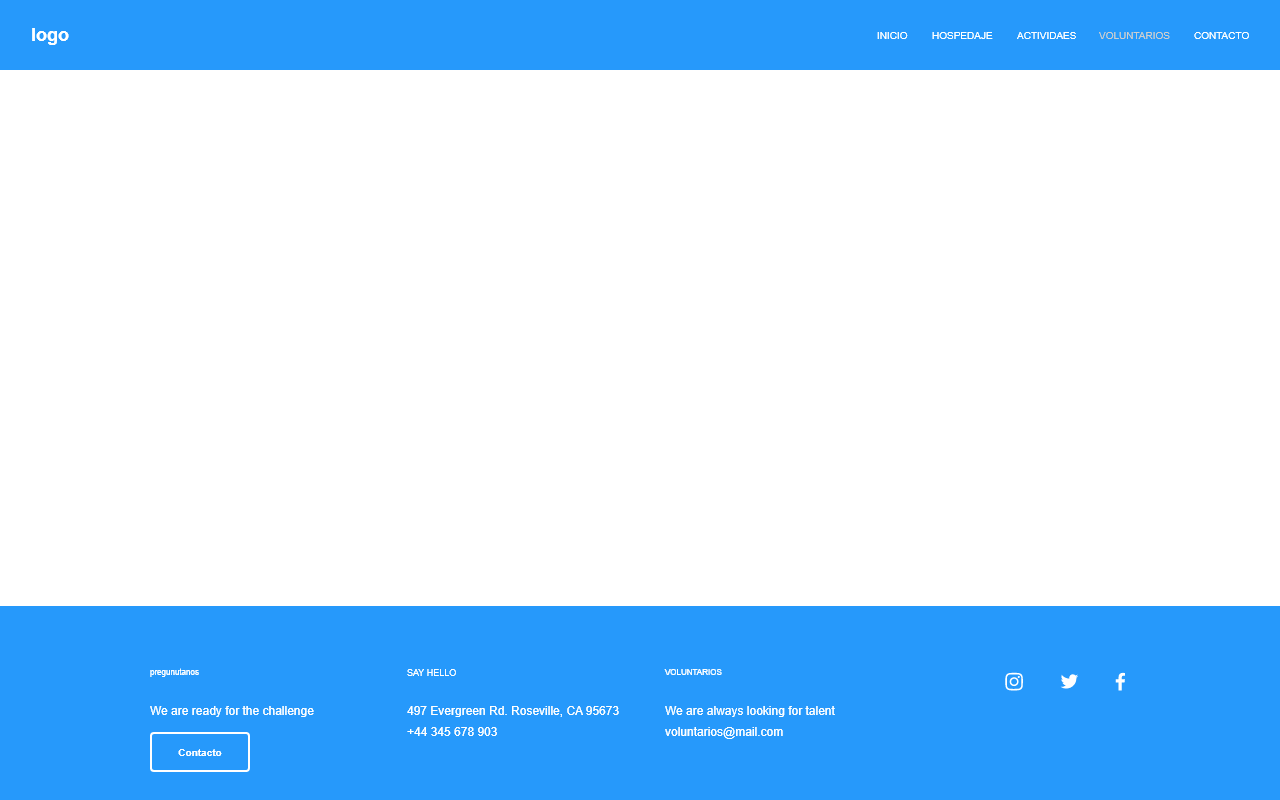 logo
INICIO HOSPEDAJE ACTIVIDAES VOLUNTARIOS CONTACTO
pregunutanos
We are ready for the challenge
Contacto
SAY HELLO
497 Evergreen Rd. Roseville, CA 95673
+44 345 678 903
VOLUNTARIOS
We are always looking for talent
voluntarios@mail.com